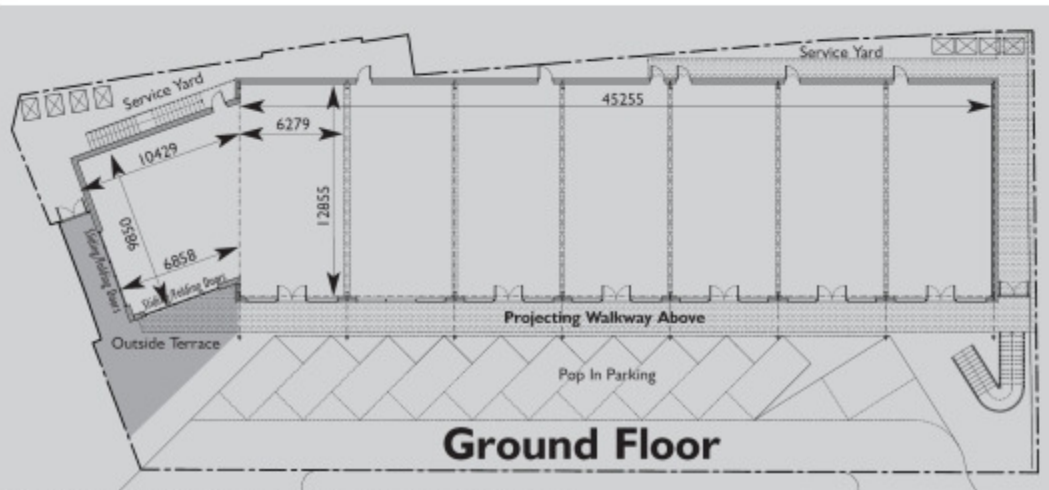 Service Yard
Service Yard
45255
6279
10429
12855
9850
6858
Sliding/Folding Doors
Sliding/Folding Doors
Projecting Walkway Above
Outside Terrace
Pop In Parking
Ground Floor